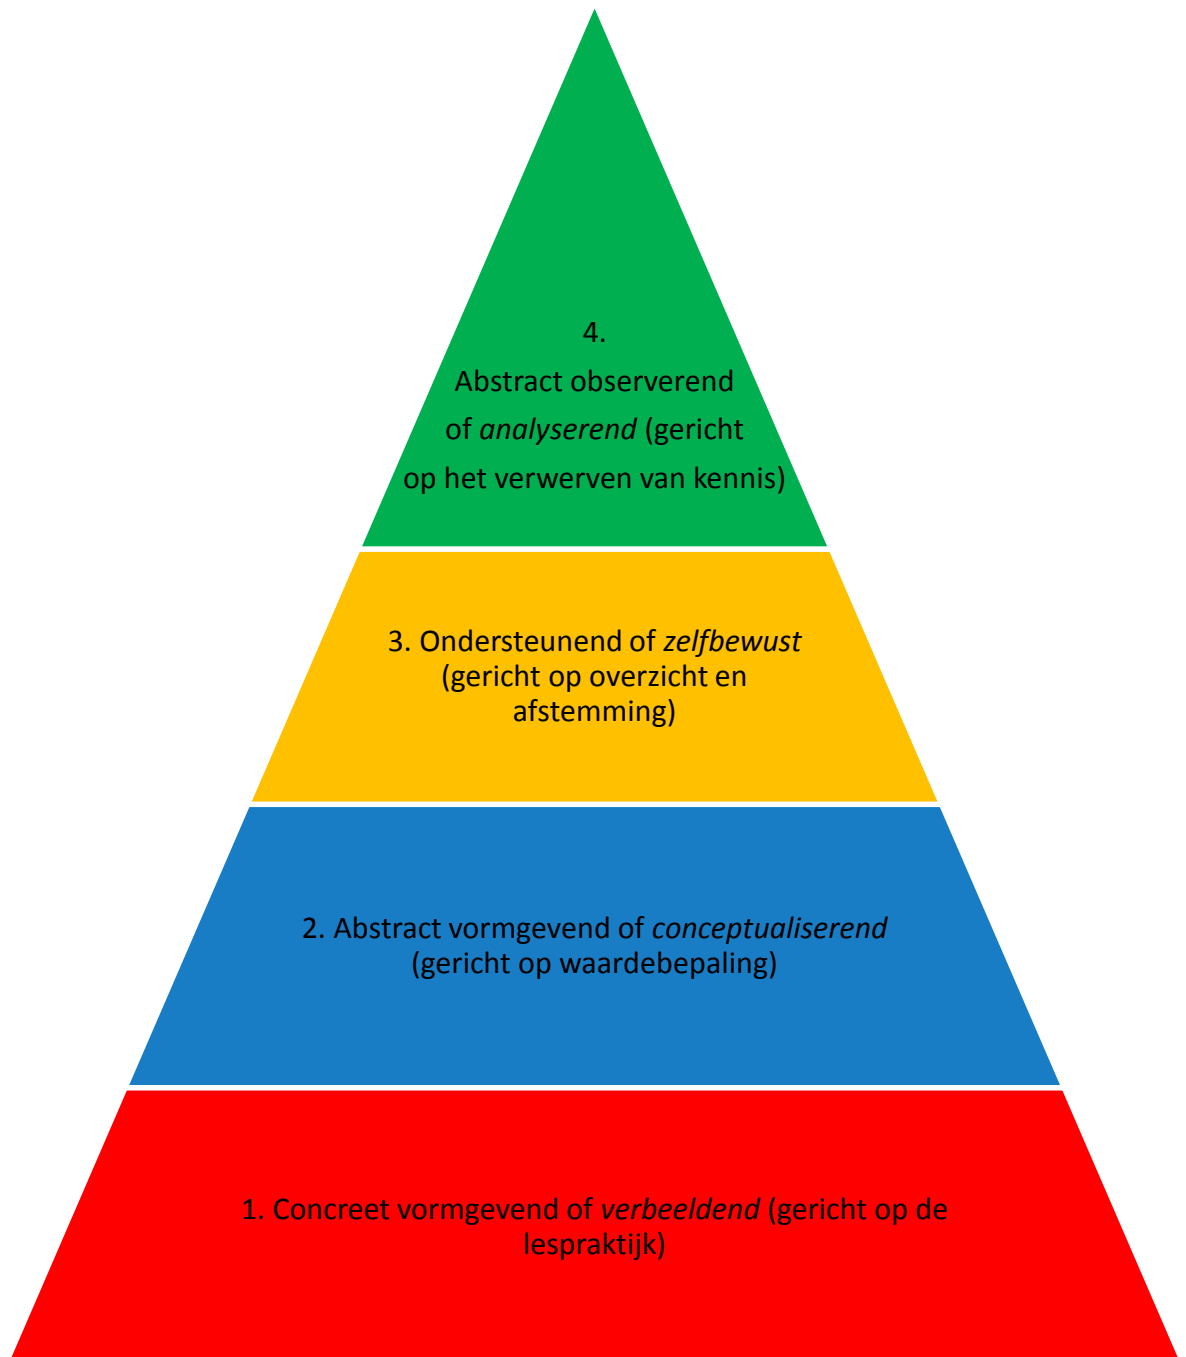 4.
Abstract observerend
of analyserend (gericht
op het verwerven van kennis)
3. Ondersteunend of zelfbewust
(gericht op overzicht en
afstemming)
2. Abstract vormgevend of conceptualiserend
(gericht op waardebepaling)
1. Concreet vormgevend of verbeeldend (gericht op de
lespraktijk)